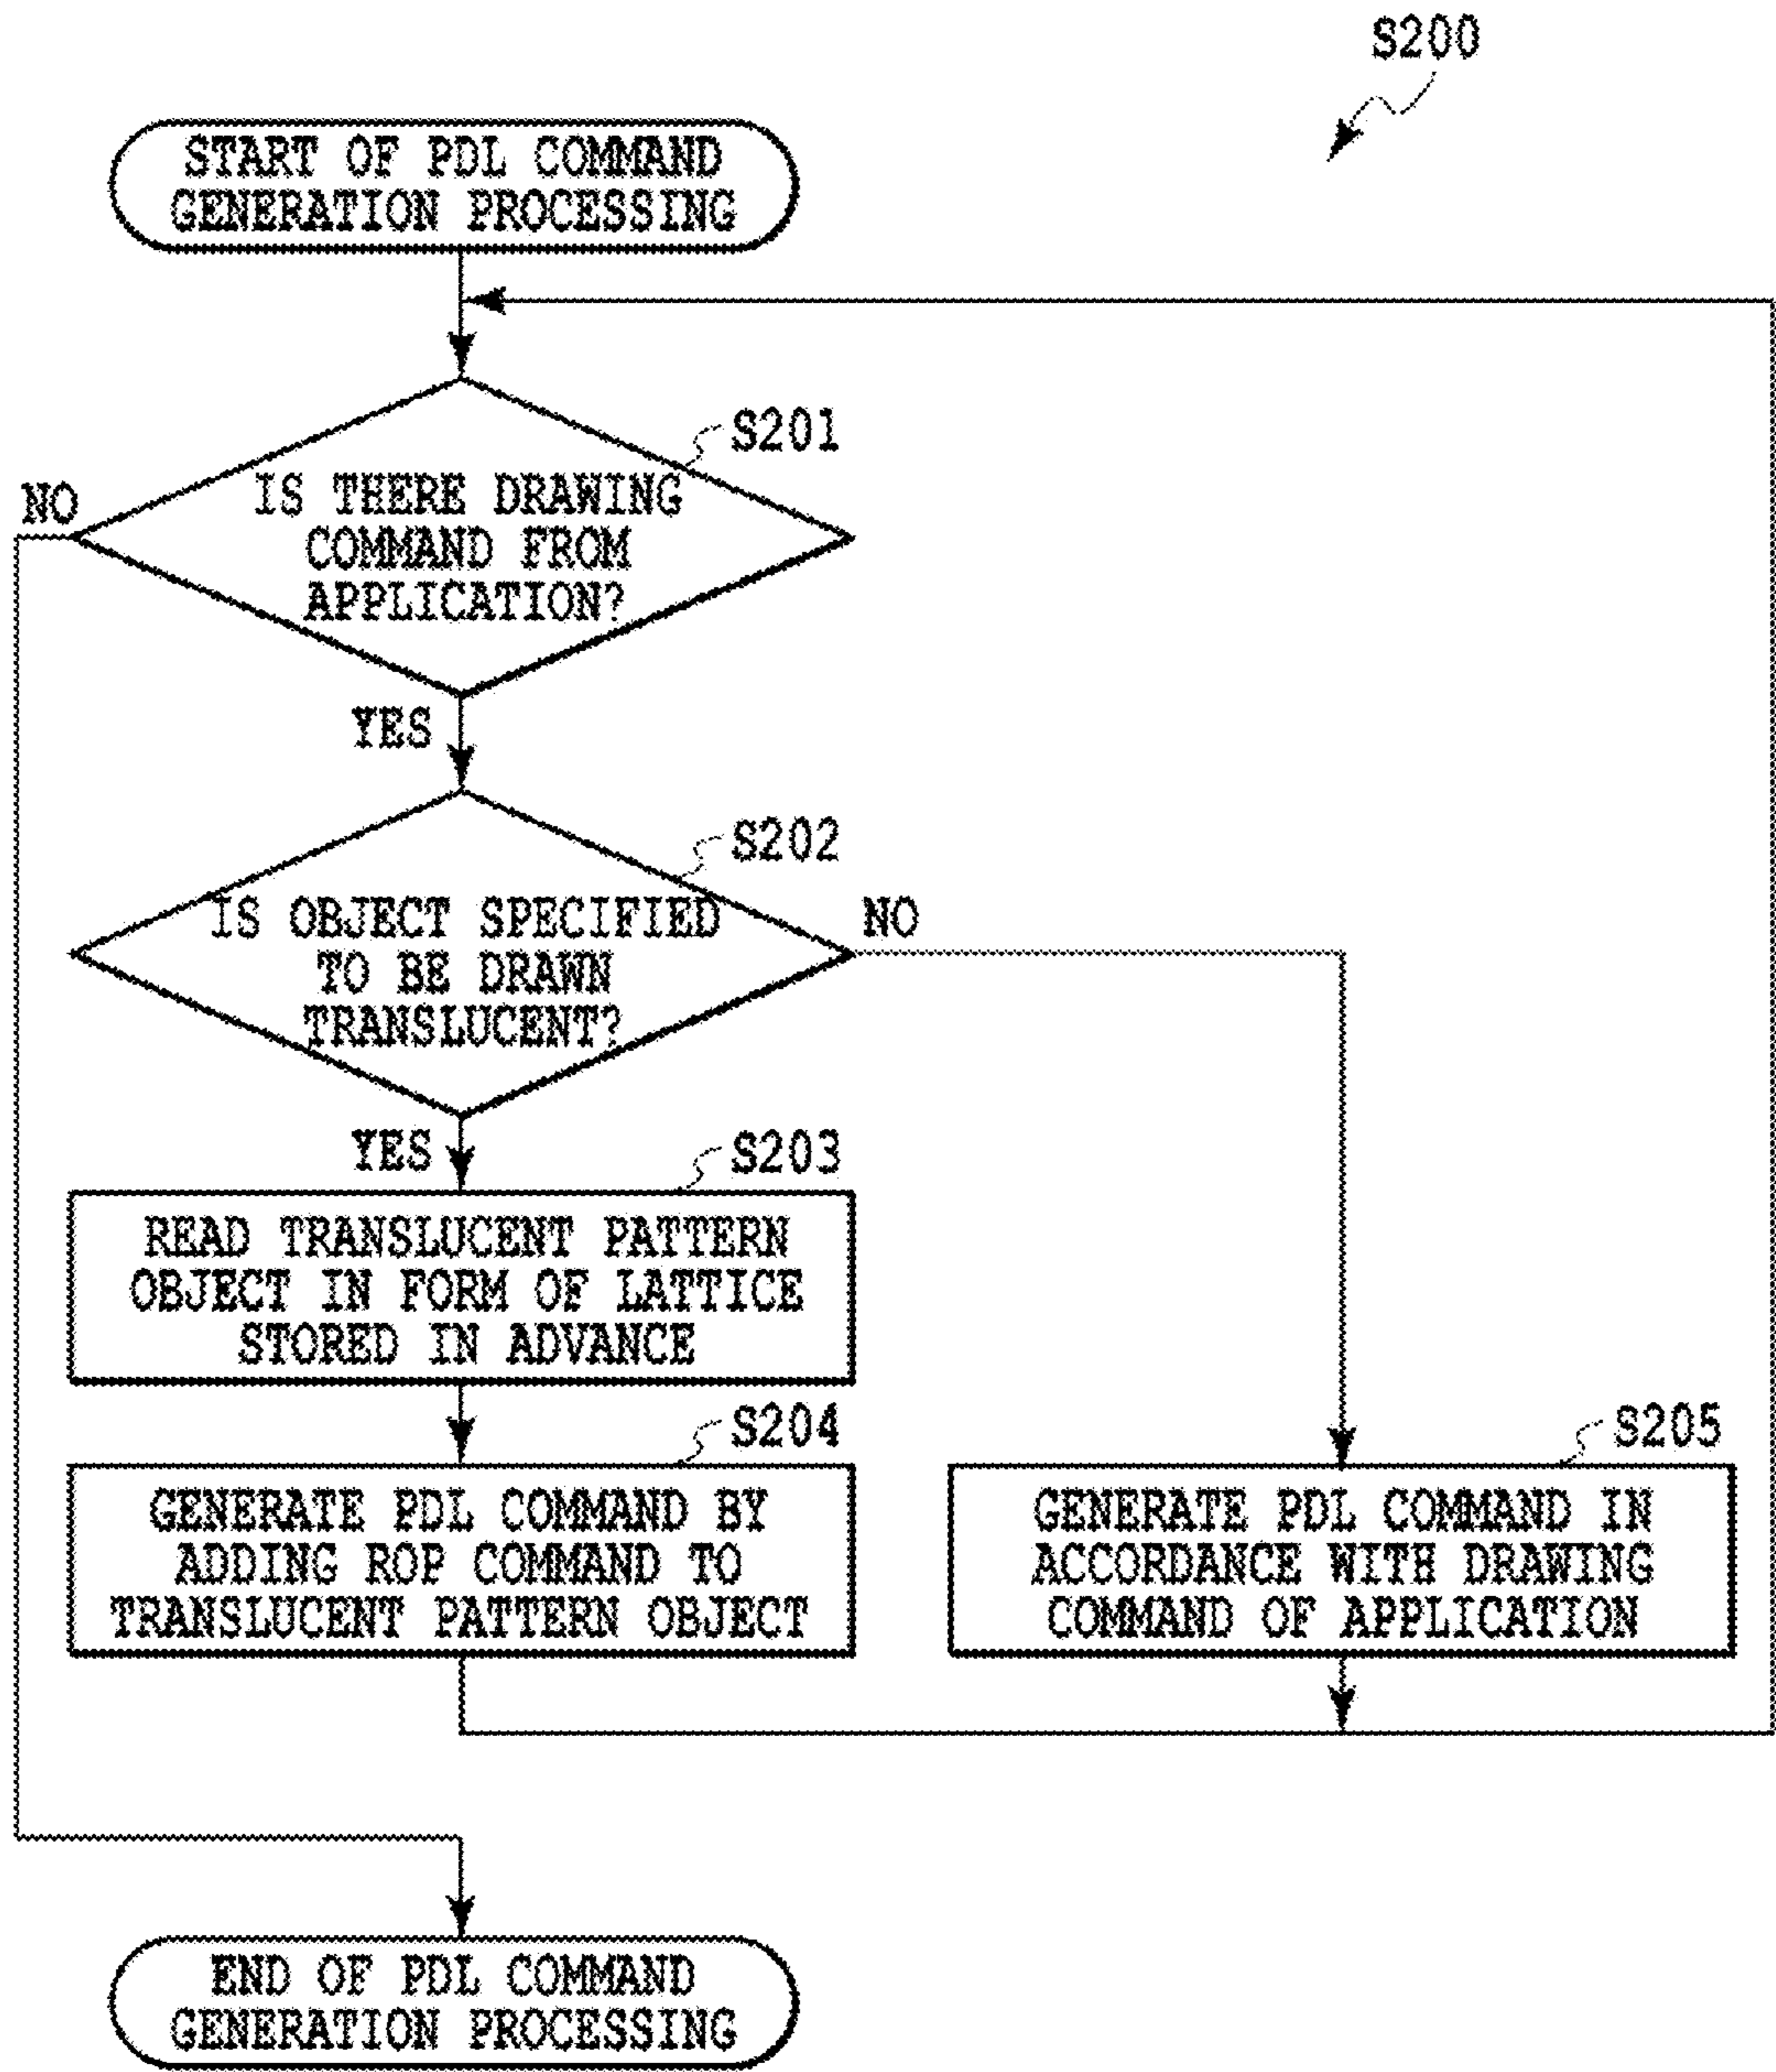 S200
START OF PDL COMMAND
GENERATION PROCESSING
S201
NO
IS THERE DRAWING
COMMAND FROM
APPLICATION?
YES
S202
IS OBJECT SPECIFIED
TO BE DRAWN
TRANSLUCENT?
NO
YES
S203
READ TRANSLUCENT PATTERN
OBJECT IN FORM OF LATTICE
STORED IN ADVANCE
S204
GENERATE PDL COMMAND BY
ADDING ROP COMMAND TO
TRANSLUCENT PATTERN OBJECT
S205
GENERATE PDL COMMAND IN
ACCORDANCE WITH DRAWING
COMMAND OF APPLICATION
END OF PDL COMMAND
GENERATION PROCESSING